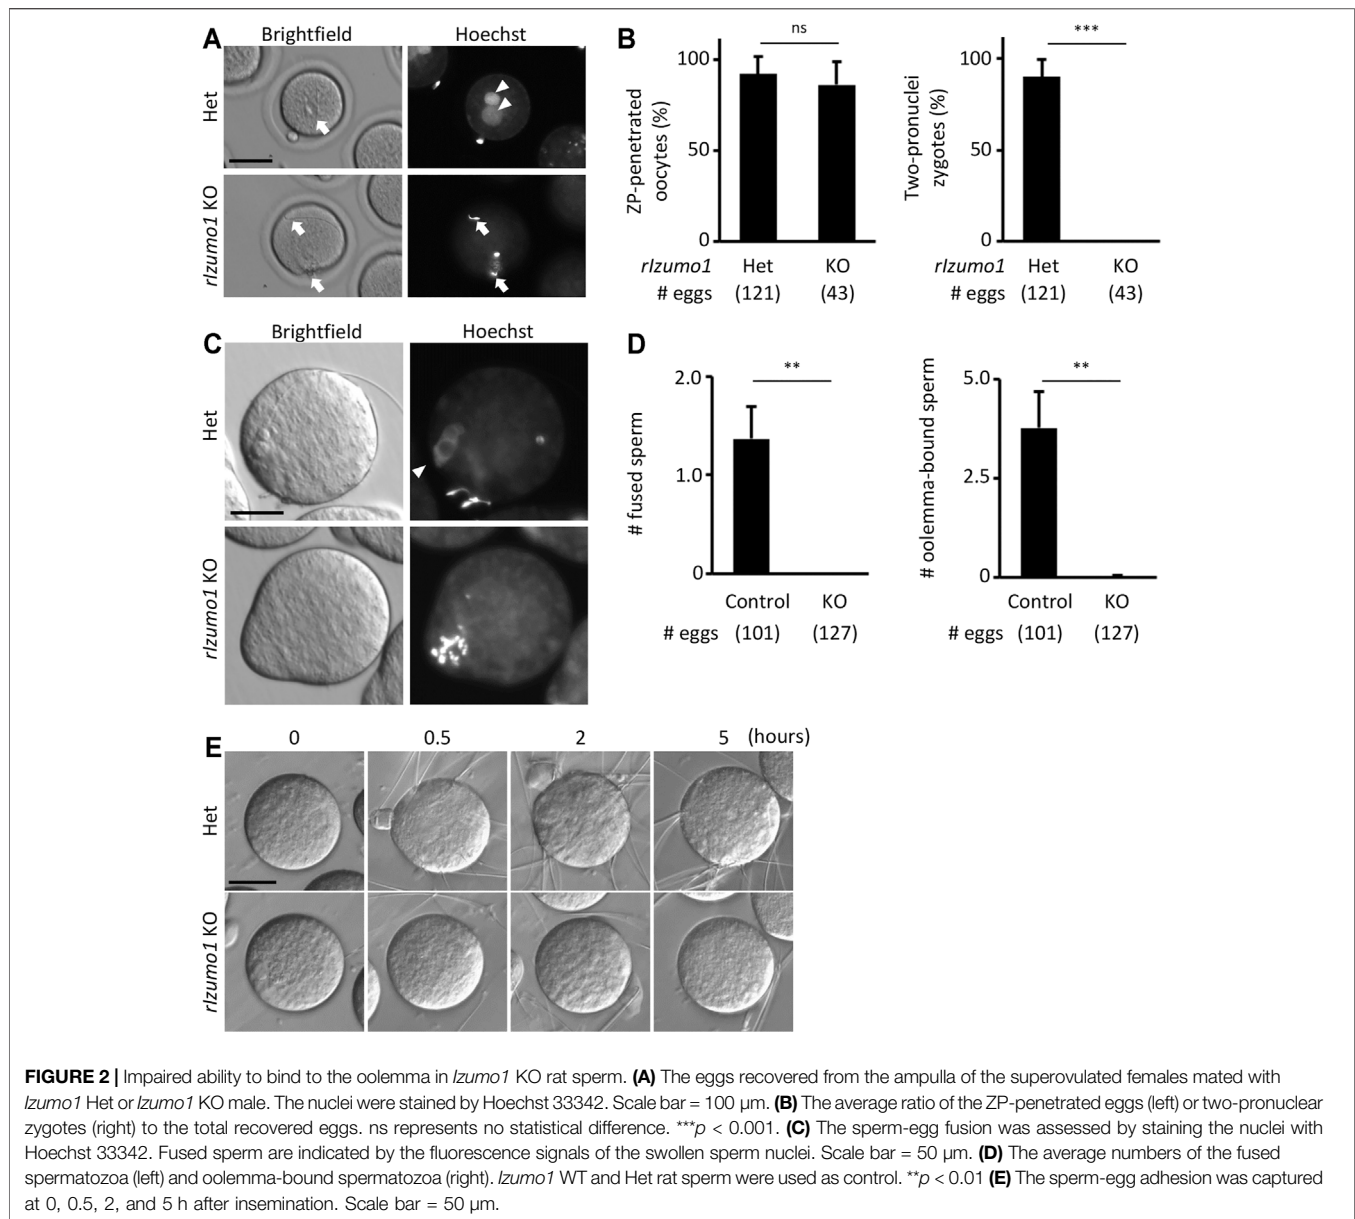 A
Brightfield
Hoechst
Het
rIzumo1 KO
B
ns
100
50
0
ZP-penetrated
oocytes (%)
rIzumo1 Het KO
# eggs (121) (43)
***
100
50
0
Two-pronuclei
zygotes (%)
rIzumo1 Het KO
# eggs (121) (43)
C
Brightfield
Hoechst
Het
rIzumo1 KO
D
**
2.0
1.0
0
# fused sperm
Control KO
# eggs (101) (127)
**
5.0
2.5
0
# oolemma-bound sperm
Control KO
# eggs (101) (127)
E
0 0.5 2 5 (hours)
Het
rIzumo1 KO
FIGURE 2 | Impaired ability to bind to the oolemma in Izumo1 KO rat sperm. (A) The eggs recovered from the ampulla of the superovulated females mated with
Izumo1 Het or Izumo1 KO male. The nuclei were stained by Hoechst 33342. Scale bar = 100 µm. (B) The average ratio of the ZP-penetrated eggs (left) or two-pronuclear
zygotes (right) to the total recovered eggs. ns represents no statistical difference. ***p < 0.001. (C) The sperm-egg fusion was assessed by staining the nuclei with
Hoechst 33342. Fused sperm are indicated by the fluorescence signals of the swollen sperm nuclei. Scale bar = 50 µm. (D) The average numbers of the fused
spermatozoa (left) and oolemma-bound spermatozoa (right). Izumo1 WT and Het rat sperm were used as control. **p < 0.01 (E) The sperm-egg adhesion was captured
at 0, 0.5, 2, and 5 h after insemination. Scale bar = 50 µm.